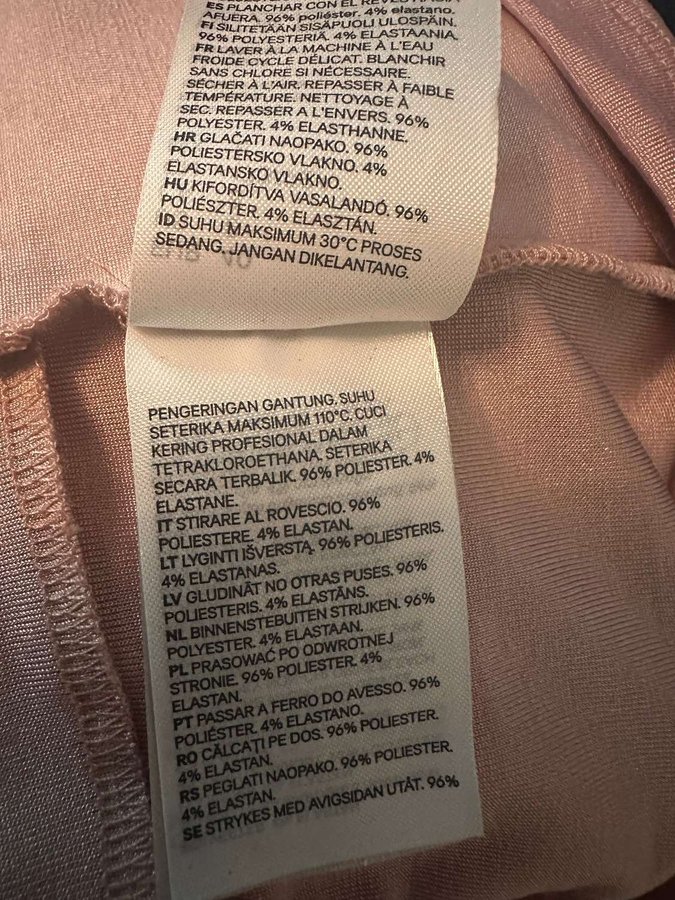 ES PLANCHAR CON EL REVÉS HACIA
AFUERA. 96% poliéster. 4% elastano.
FI SILITETÄÄN SISÄPUOLI ULOSPÄIN.
96% POLYESTERIÄ. 4% ELASTAANIA.
FR LAVER À LA MACHINE À L'EAU
FROIDE CYCLE DÉLICAT. BLANCHIR
SANS CHLORE SI NÉCESSAIRE.
SÉCHER À L'AIR. REPASSER À FAIBLE
TEMPÉRATURE. NETTOYAGE À
SEC. REPASSER A L'ENVERS. 96%
POLYESTER. 4% ELASTHANNE.
HR GLAČATI NAOPAKO. 96%
POLIESTERSKO VLAKNO. 4%
ELASTANSKO VLAKNO.
HU KIFORDÍTVA VASALANDÓ. 96%
POLIÉSZTER. 4% ELASZTÁN.
ID SUHU MAKSIMUM 30°C PROSES
SEDANG. JANGAN DIKELANTANG.
PENGERINGAN GANTUNG. SUHU
SETERIKA MAKSIMUM 110°C. CUCI
KERING PROFESIONAL DALAM
TETRAKLOROETHANA. SETERIKA
SECARA TERBALIK. 96% POLIESTER. 4%
ELASTANE.
IT STIRARE AL ROVESCIO. 96%
POLIESTERE. 4% ELASTAN.
LT LYGINTI IŠVERSTĄ. 96% POLIESTERIS.
4% ELASTANAS.
LV GLUDINĀT NO OTRAS PUSES. 96%
POLIESTERIS. 4% ELASTĀNS.
NL BINNENSTEBUITEN STRIJKEN. 96%
POLYESTER. 4% ELASTAAN.
PL PRASOWAĆ PO ODWROTNEJ
STRONIE. 96% POLIESTER. 4%
ELASTAN.
PT PASSAR A FERRO DO AVESSO. 96%
POLIÉSTER. 4% ELASTANO.
RO CĂLCAȚI PE DOS. 96% POLIESTER.
4% ELASTAN.
RS PEGLATI NAOPAKO. 96% POLIESTER.
4% ELASTAN.
SE STRYKES MED AVIGSIDAN UTÅT. 96%